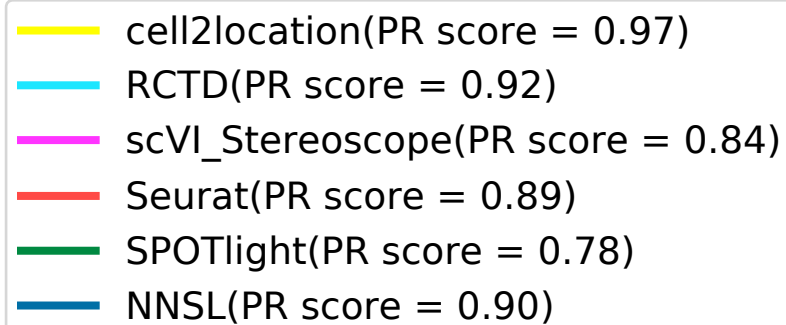 cell2location(PR score = 0.97)
RCTD(PR score = 0.92)
scVI_Stereoscope(PR score = 0.84)
Seurat(PR score = 0.89)
SPOTlight(PR score = 0.78)
NNSL(PR score = 0.90)